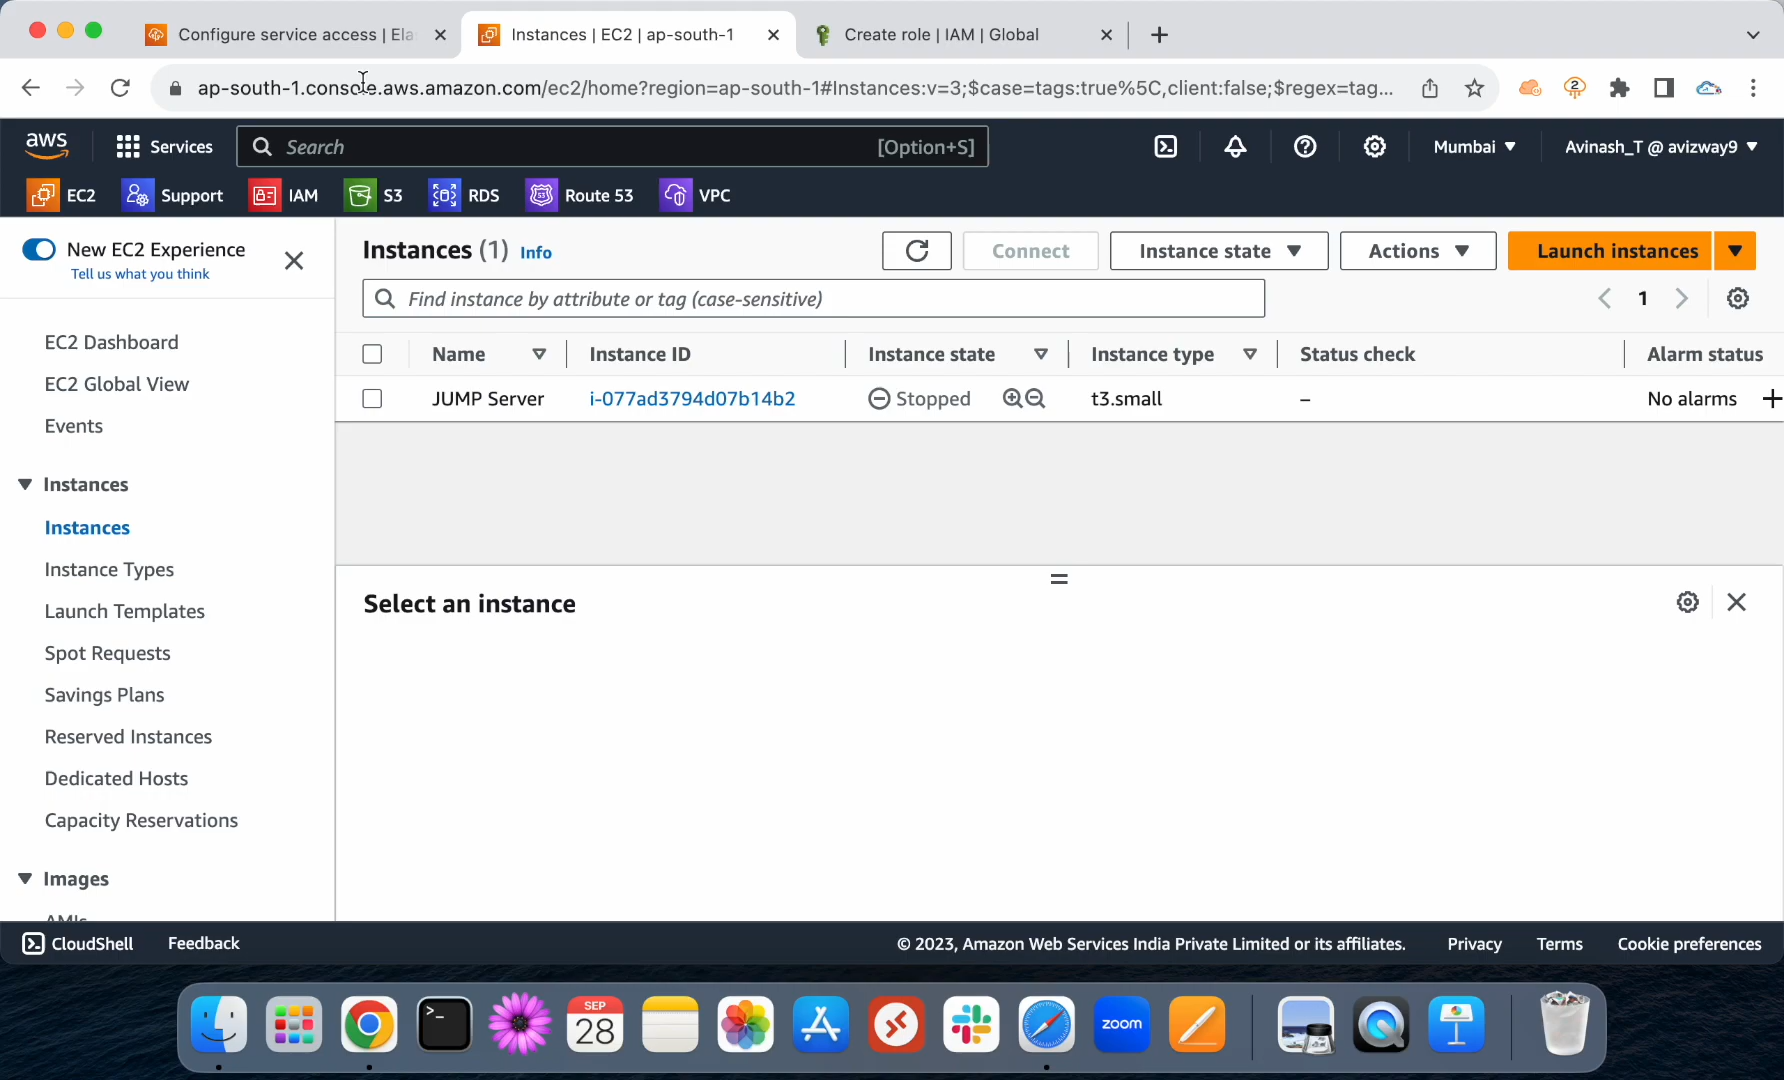 Configure service access | Ela
Instances | EC2 | ap-south-1
Create role | IAM | Global
ap-south-1.console.aws.amazon.com/ec2/home?region=ap-south-1#Instances:v=3;$case=tags:true%5C,client:false;$regex=tag...
2
aws
Services
Search
[Option+S]
Mumbai
Avinash_T @ avizway9
EC2
Support
IAM
S3
RDS
53
Route 53
VPC
New EC2 Experience
Tell us what you think
EC2 Dashboard
EC2 Global View
Events
Instances
Instances
Instance Types
Launch Templates
Spot Requests
Savings Plans
Reserved Instances
Dedicated Hosts
Capacity Reservations
Images
AMIs
Instances (1) Info
Connect
Instance state
Actions
Launch instances
Find instance by attribute or tag (case-sensitive)
1
Name
Instance ID
Instance state
Instance type
Status check
Alarm status
JUMP Server
i-077ad3794d07b14b2
Stopped
t3.small
–
No alarms
Select an instance
CloudShell
Feedback
© 2023, Amazon Web Services India Private Limited or its affiliates.
Privacy
Terms
Cookie preferences
>_
SEP
28
zoom